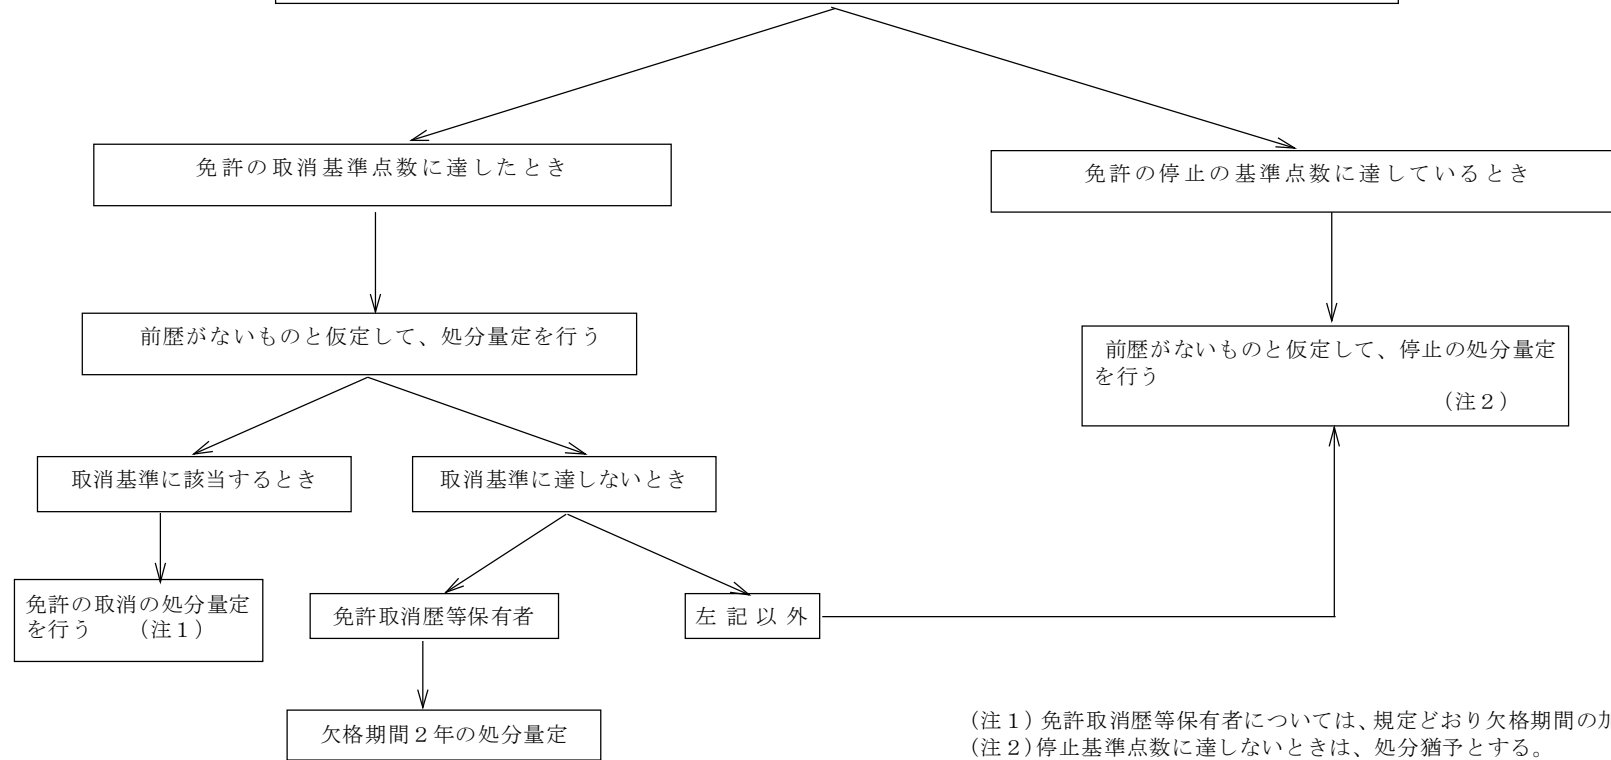 免許の取消基準点数に達したとき
免許の停止の基準点数に達しているとき
前歴がないものと仮定して、処分量定を行う
前歴がないものと仮定して、停止の処分量定
を行う
（注２）
取消基準に該当するとき
取消基準に達しないとき
免許の取消の処分量定
を行う　（注１）
免許取消歴等保有者
左記以外
欠格期間２年の処分量定
（注１）免許取消歴等保有者については、規定どおり欠格期間の
（注２）停止基準点数に達しないときは、処分猶予とする。